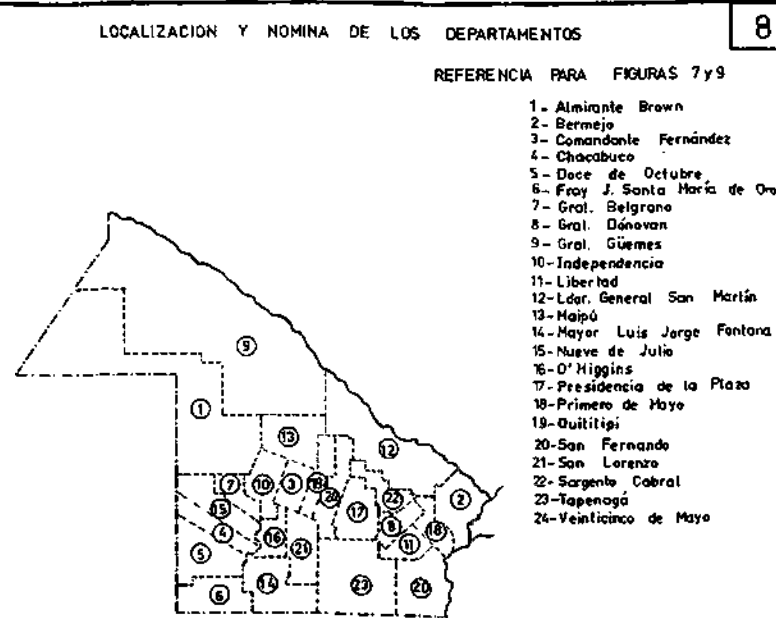 LOCALIZACION Y NOMINA DE LOS DEPARTAMENTOS
8
REFERENCIA PARA FIGURAS 7 y 9
1- Almirante Brown
2- Bermejo
3- Comandante Fernández
4- Chacabuco
5- Doce de Octubre
6- Fray J. Santa María de Oro
7- Gral. Belgrano
8- Gral. Dónovan
9- Gral. Güemes
10- Independencia
11- Libertad
12- Ldor. General San Martín
13- Maipú
14- Mayor Luis Jorge Fontana
15- Nueve de Julio
16- O'Higgins
17- Presidencia de la Plaza
18- Primero de Mayo
19- Quititipi
20- San Fernando
21- San Lorenzo
22- Sargento Cabral
23- Tapenagá
24- Veinticinco de Mayo
9
1
13
12
7
10
3
19
24
22
2
15
17
4
16
8
18
5
21
11
6
14
23
20